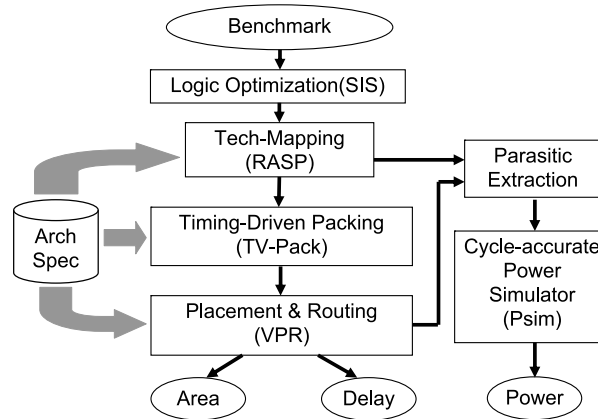 Benchmark
Logic Optimization(SIS)
Tech-Mapping
(RASP)
Parasitic
Extraction
Arch
Spec
Timing-Driven Packing
(TV-Pack)
Cycle-accurate
Power
Simulator
(Psim)
Placement & Routing
(VPR)
Area
Delay
Power